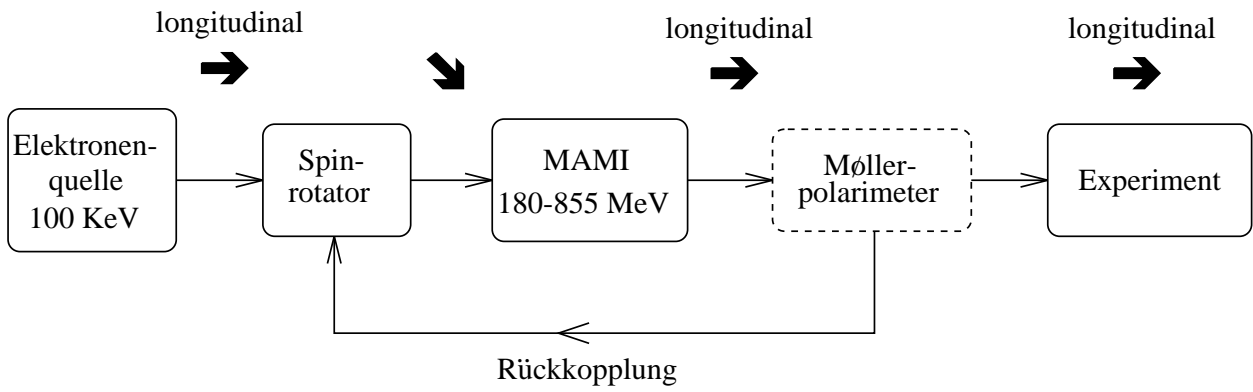 longitudinal
longitudinal
longitudinal
Elektronen-
quelle
100 KeV
Spin-
rotator
MAMI
180-855 MeV
Møller-
polarimeter
Experiment
Rückkopplung